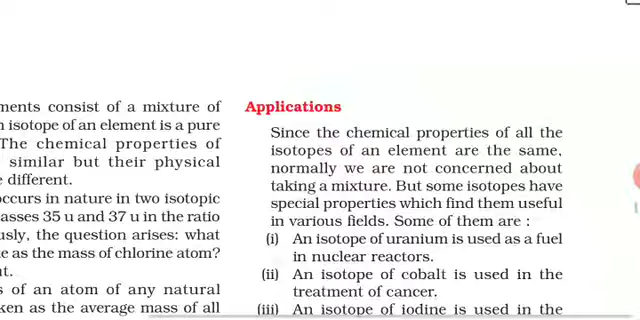 consist of a mixture of
isotope of an element is a pure
The chemical properties of
similar but their physical
different.
occurs in nature in two isotopic
35 u and 37 u in the ratio
the question arises: what
as the mass of chlorine atom?
of an atom of any natural
as the average mass of all
Applications
Since the chemical properties of all the
isotopes of an element are the same,
normally we are not concerned about
taking a mixture. But some isotopes have
special properties which find them useful
in various fields. Some of them are :
(i) An isotope of uranium is used as a fuel
in nuclear reactors.
(ii) An isotope of cobalt is used in the
treatment of cancer.
(iii) An isotope of iodine is used in the